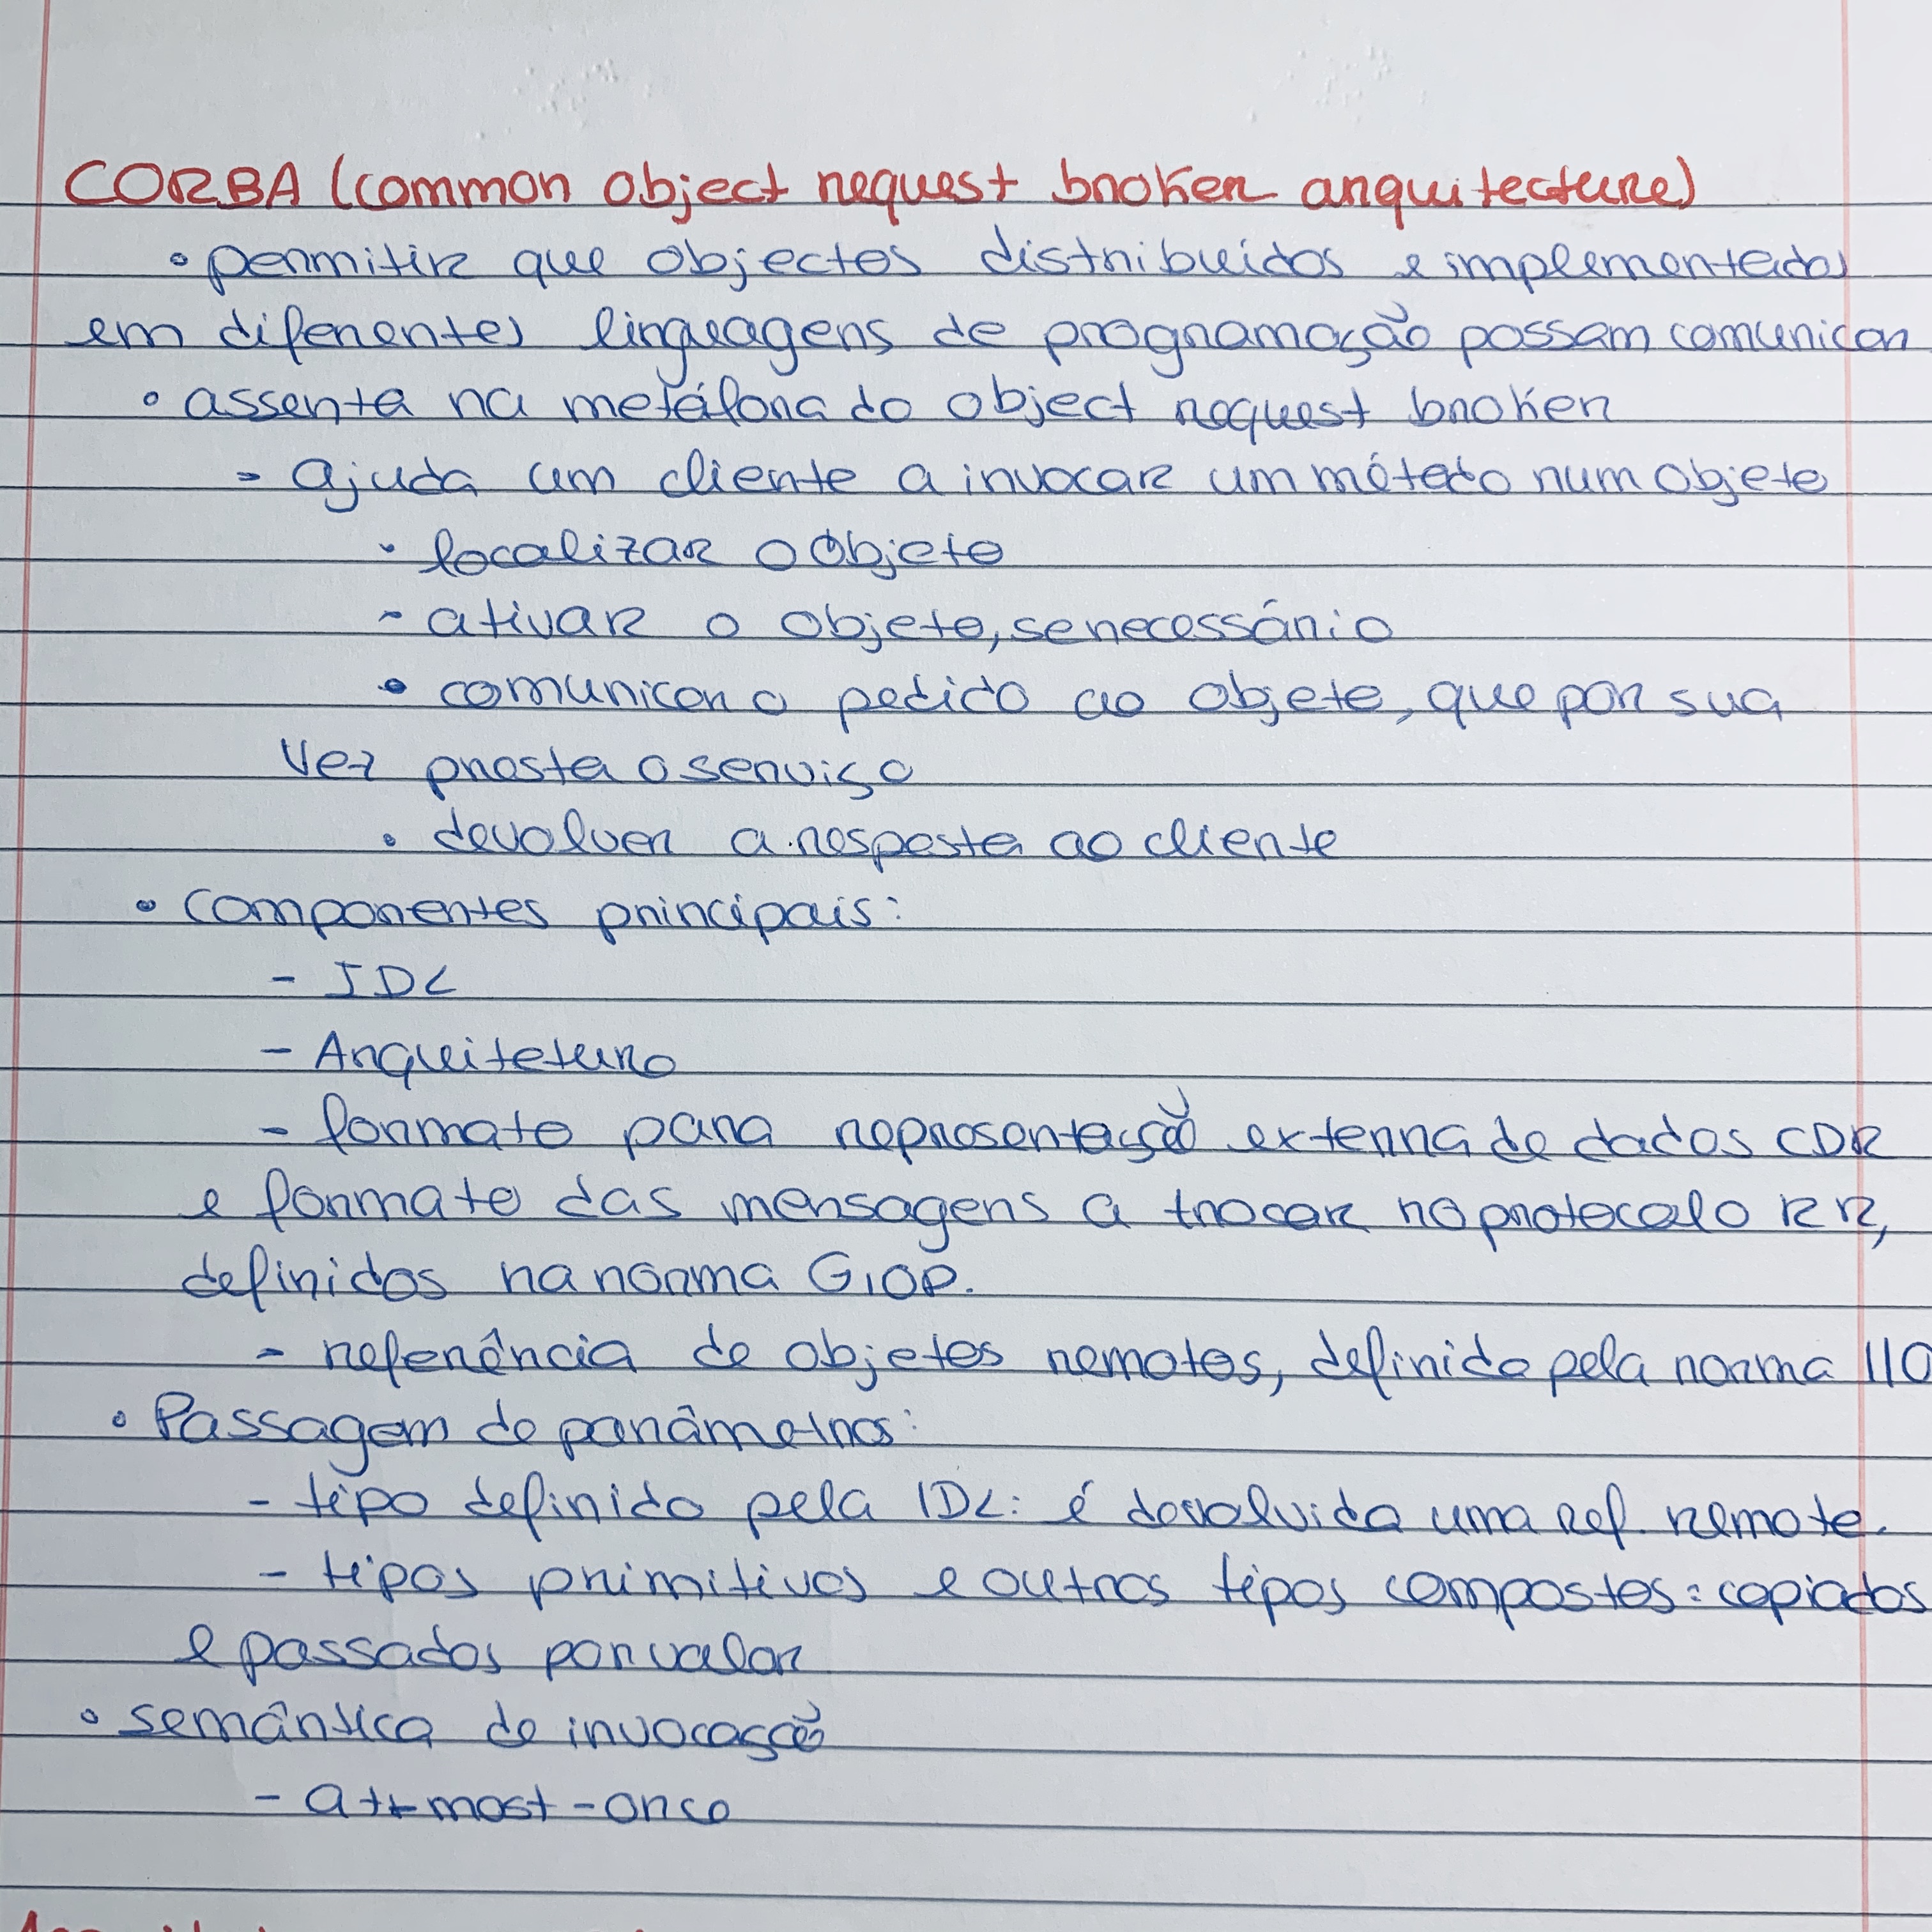 CORBA (common object request broker arquitecture)
• permitir que objectos distribuídos e implementados
em diferentes linguagens de programação possam comunicar
• assenta na metáfora do object request broker
- Ajuda um cliente a invocar um método num objeto
• localizar o objeto
- ativar o objeto, se necessário
• comunicar o pedido ao objeto, que por sua
vez presta o serviço
• devolver a resposta ao cliente
• Componentes principais:
- IDL
- Arquitetura
- formato para representação externa de dados CDR
e formato das mensagens a trocar no protocolo RR,
definidos na norma GIOP.
- referência de objetos remotos, definida pela norma IIO
• Passagem de parâmetros:
- tipo definido pela IDL: é devolvida uma ref. remota.
- tipos primitivos e outros tipos compostos: copiados
e passados por valor
• semântica de invocação
- at-most-once